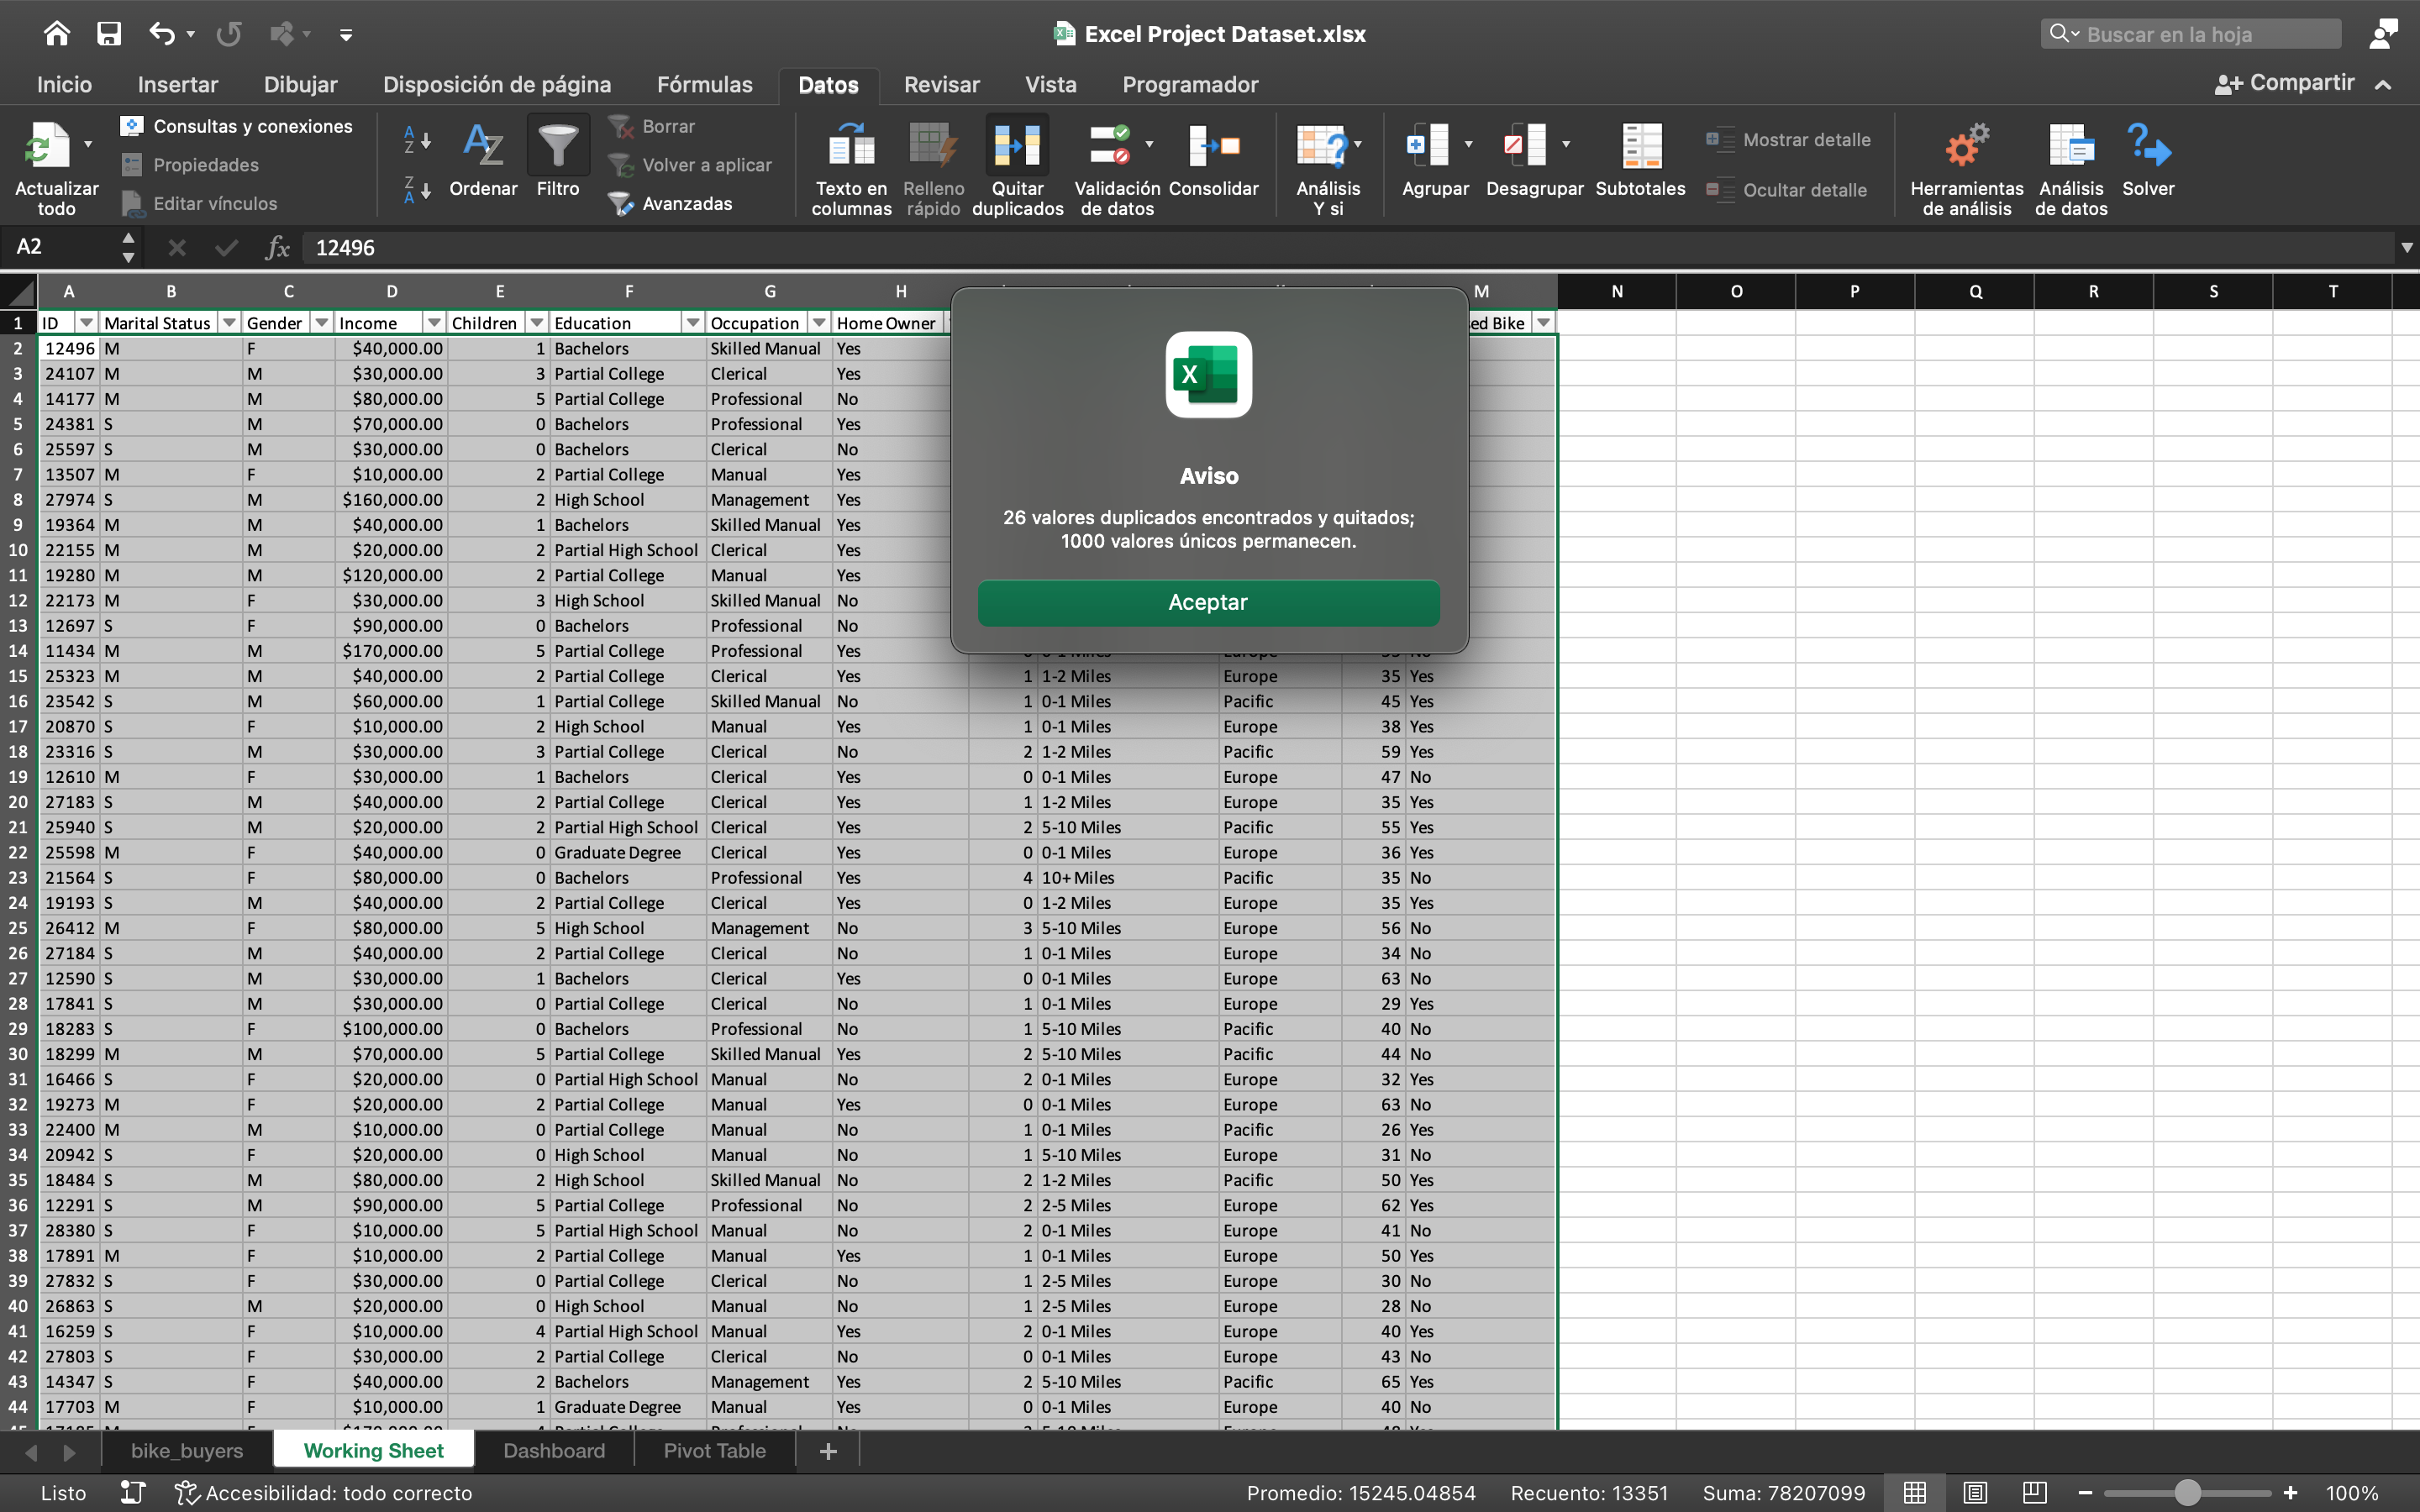 Excel Project Dataset.xlsx
Buscar en la hoja
Inicio Insertar Dibujar Disposición de página Fórmulas Datos Revisar Vista Programador Compartir
Actualizar todo
Consultas y conexiones
Propiedades
Editar vínculos
Ordenar
Filtro
Borrar
Volver a aplicar
Avanzadas
Texto en columnas
Relleno rápido
Quitar duplicados
Validación de datos
Consolidar
Análisis Y si
Agrupar
Desagrupar
Subtotales
Mostrar detalle
Ocultar detalle
Herramientas de análisis
Análisis de datos
Solver
A2 fx 12496
A B C D E F G H M N O P Q R S T
1 ID Marital Status Gender Income Children Education Occupation Home Owner ed Bike
2 12496 M F $40,000.00 1 Bachelors Skilled Manual Yes
3 24107 M M $30,000.00 3 Partial College Clerical Yes
4 14177 M M $80,000.00 5 Partial College Professional No
5 24381 S M $70,000.00 0 Bachelors Professional Yes
6 25597 S M $30,000.00 0 Bachelors Clerical No
7 13507 M F $10,000.00 2 Partial College Manual Yes
8 27974 S M $160,000.00 2 High School Management Yes
9 19364 M M $40,000.00 1 Bachelors Skilled Manual Yes
10 22155 M M $20,000.00 2 Partial High School Clerical Yes
11 19280 M M $120,000.00 2 Partial College Manual Yes
12 22173 M F $30,000.00 3 High School Skilled Manual No
13 12697 S F $90,000.00 0 Bachelors Professional No
14 11434 M M $170,000.00 5 Partial College Professional Yes
Aviso
26 valores duplicados encontrados y quitados;
1000 valores únicos permanecen.
Aceptar
15 25323 M M $40,000.00 2 Partial College Clerical Yes 1 1-2 Miles Europe 35 Yes
16 23542 S M $60,000.00 1 Partial College Skilled Manual No 1 0-1 Miles Pacific 45 Yes
17 20870 S F $10,000.00 2 High School Manual Yes 1 0-1 Miles Europe 38 Yes
18 23316 S M $30,000.00 3 Partial College Clerical No 2 1-2 Miles Pacific 59 Yes
19 12610 M F $30,000.00 1 Bachelors Clerical Yes 0 0-1 Miles Europe 47 No
20 27183 S M $40,000.00 2 Partial College Clerical Yes 1 1-2 Miles Europe 35 Yes
21 25940 S M $20,000.00 2 Partial High School Clerical Yes 2 5-10 Miles Pacific 55 Yes
22 25598 M F $40,000.00 0 Graduate Degree Clerical Yes 0 0-1 Miles Europe 36 Yes
23 21564 S F $80,000.00 0 Bachelors Professional Yes 4 10+ Miles Pacific 35 No
24 19193 S M $40,000.00 2 Partial College Clerical Yes 0 1-2 Miles Europe 35 Yes
25 26412 M F $80,000.00 5 High School Management No 3 5-10 Miles Europe 56 No
26 27184 S M $40,000.00 2 Partial College Clerical No 1 0-1 Miles Europe 34 No
27 12590 S M $30,000.00 1 Bachelors Clerical Yes 0 0-1 Miles Europe 63 No
28 17841 S M $30,000.00 0 Partial College Clerical No 1 0-1 Miles Europe 29 Yes
29 18283 S F $100,000.00 0 Bachelors Professional No 1 5-10 Miles Pacific 40 No
30 18299 M M $70,000.00 5 Partial College Skilled Manual Yes 2 5-10 Miles Pacific 44 No
31 16466 S F $20,000.00 0 Partial High School Manual No 2 0-1 Miles Europe 32 Yes
32 19273 M F $20,000.00 2 Partial College Manual Yes 0 0-1 Miles Europe 63 No
33 22400 M M $10,000.00 0 Partial College Manual No 1 0-1 Miles Pacific 26 Yes
34 20942 S F $20,000.00 0 High School Manual No 1 5-10 Miles Europe 31 No
35 18484 S M $80,000.00 2 High School Skilled Manual No 2 1-2 Miles Pacific 50 Yes
36 12291 S M $90,000.00 5 Partial College Professional No 2 2-5 Miles Europe 62 Yes
37 28380 S F $10,000.00 5 Partial High School Manual No 2 0-1 Miles Europe 41 No
38 17891 M F $10,000.00 2 Partial College Manual Yes 1 0-1 Miles Europe 50 Yes
39 27832 S F $30,000.00 0 Partial College Clerical No 1 2-5 Miles Europe 30 No
40 26863 S M $20,000.00 0 High School Manual No 1 2-5 Miles Europe 28 No
41 16259 S F $10,000.00 4 Partial High School Manual Yes 2 0-1 Miles Europe 40 Yes
42 27803 S F $30,000.00 2 Partial College Clerical No 0 0-1 Miles Europe 43 No
43 14347 S F $40,000.00 2 Bachelors Management Yes 2 5-10 Miles Pacific 65 Yes
44 17703 M F $10,000.00 1 Graduate Degree Manual Yes 0 0-1 Miles Europe 40 No
bike_buyers Working Sheet Dashboard Pivot Table +
Listo Accesibilidad: todo correcto Promedio: 15245.04854 Recuento: 13351 Suma: 78207099 100%